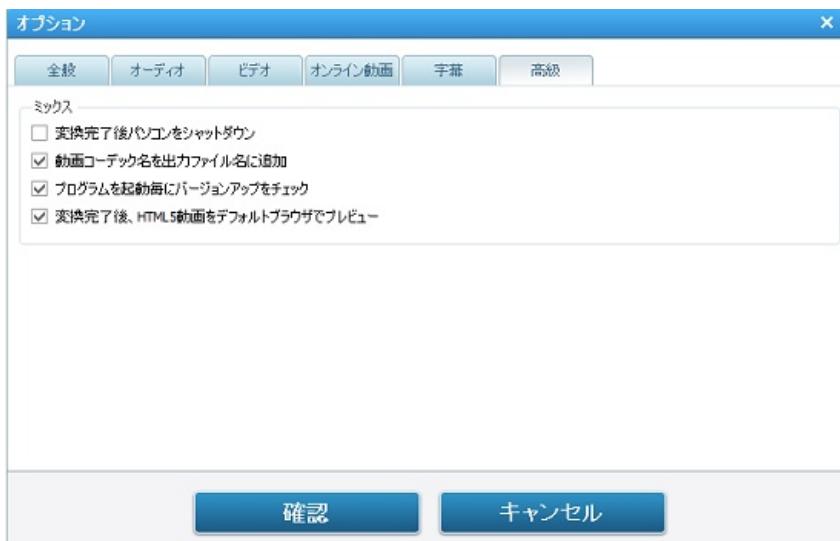 オプション
全般 オーディオ ビデオ オンライン動画 字幕 高級
ミックス
変換完了後パソコンをシャットダウン
動画コーデック名を出力ファイル名に追加
プログラムを起動毎にバージョンアップをチェック
変換完了後、HTML5動画をデフォルトブラウザでプレビュー
確認 キャンセル